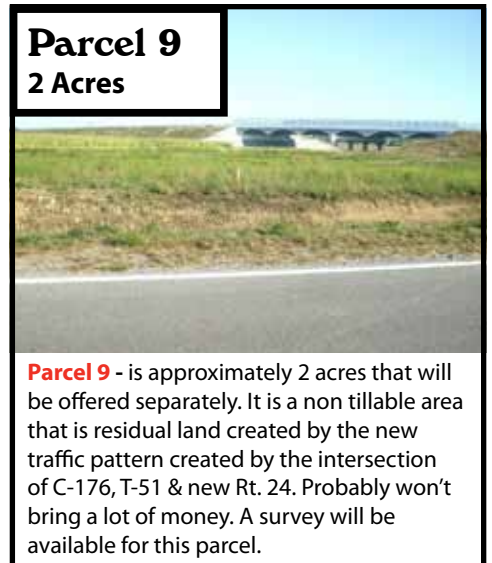 Parcel 9
2 Acres
Parcel 9 - is approximately 2 acres that will
be offered separately. It is a non tillable area
that is residual land created by the new
traffic pattern created by the intersection
of C-176, T-51 & new Rt. 24. Probably won't
bring a lot of money. A survey will be
available for this parcel.